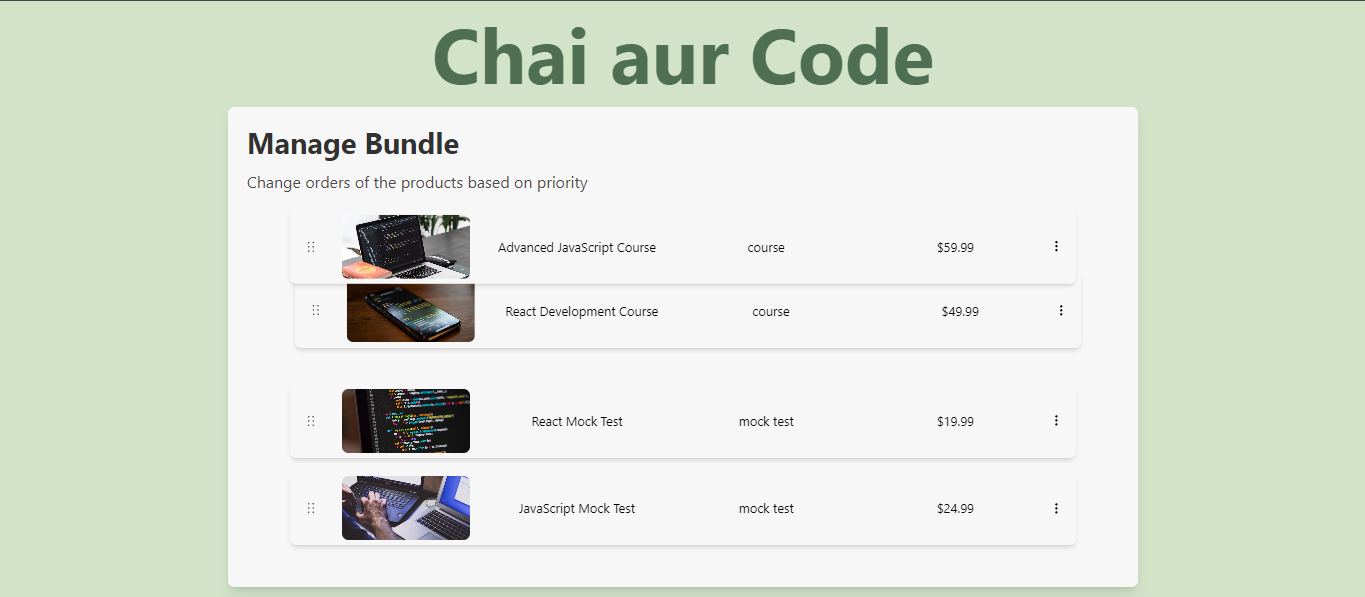 Chai aur Code
Manage Bundle
Change orders of the products based on priority
Advanced JavaScript Course course $59.99
React Development Course course $49.99
React Mock Test mock test $19.99
JavaScript Mock Test mock test $24.99